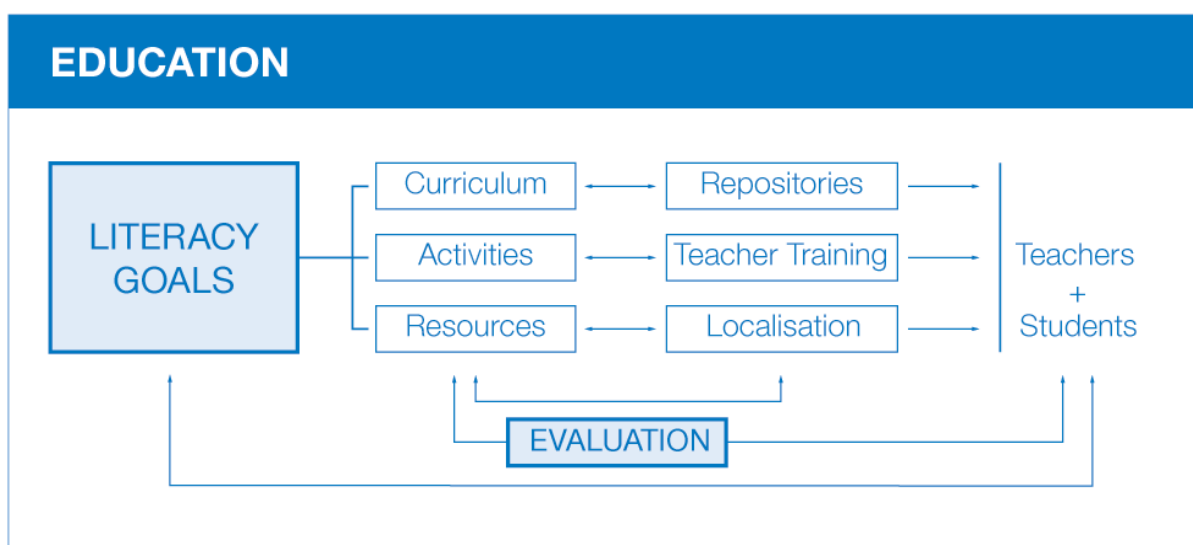 EDUCATION
LITERACY
GOALS
Curriculum
Repositories
Activities
Teacher Training
Resources
Localisation
Teachers
+
Students
EVALUATION